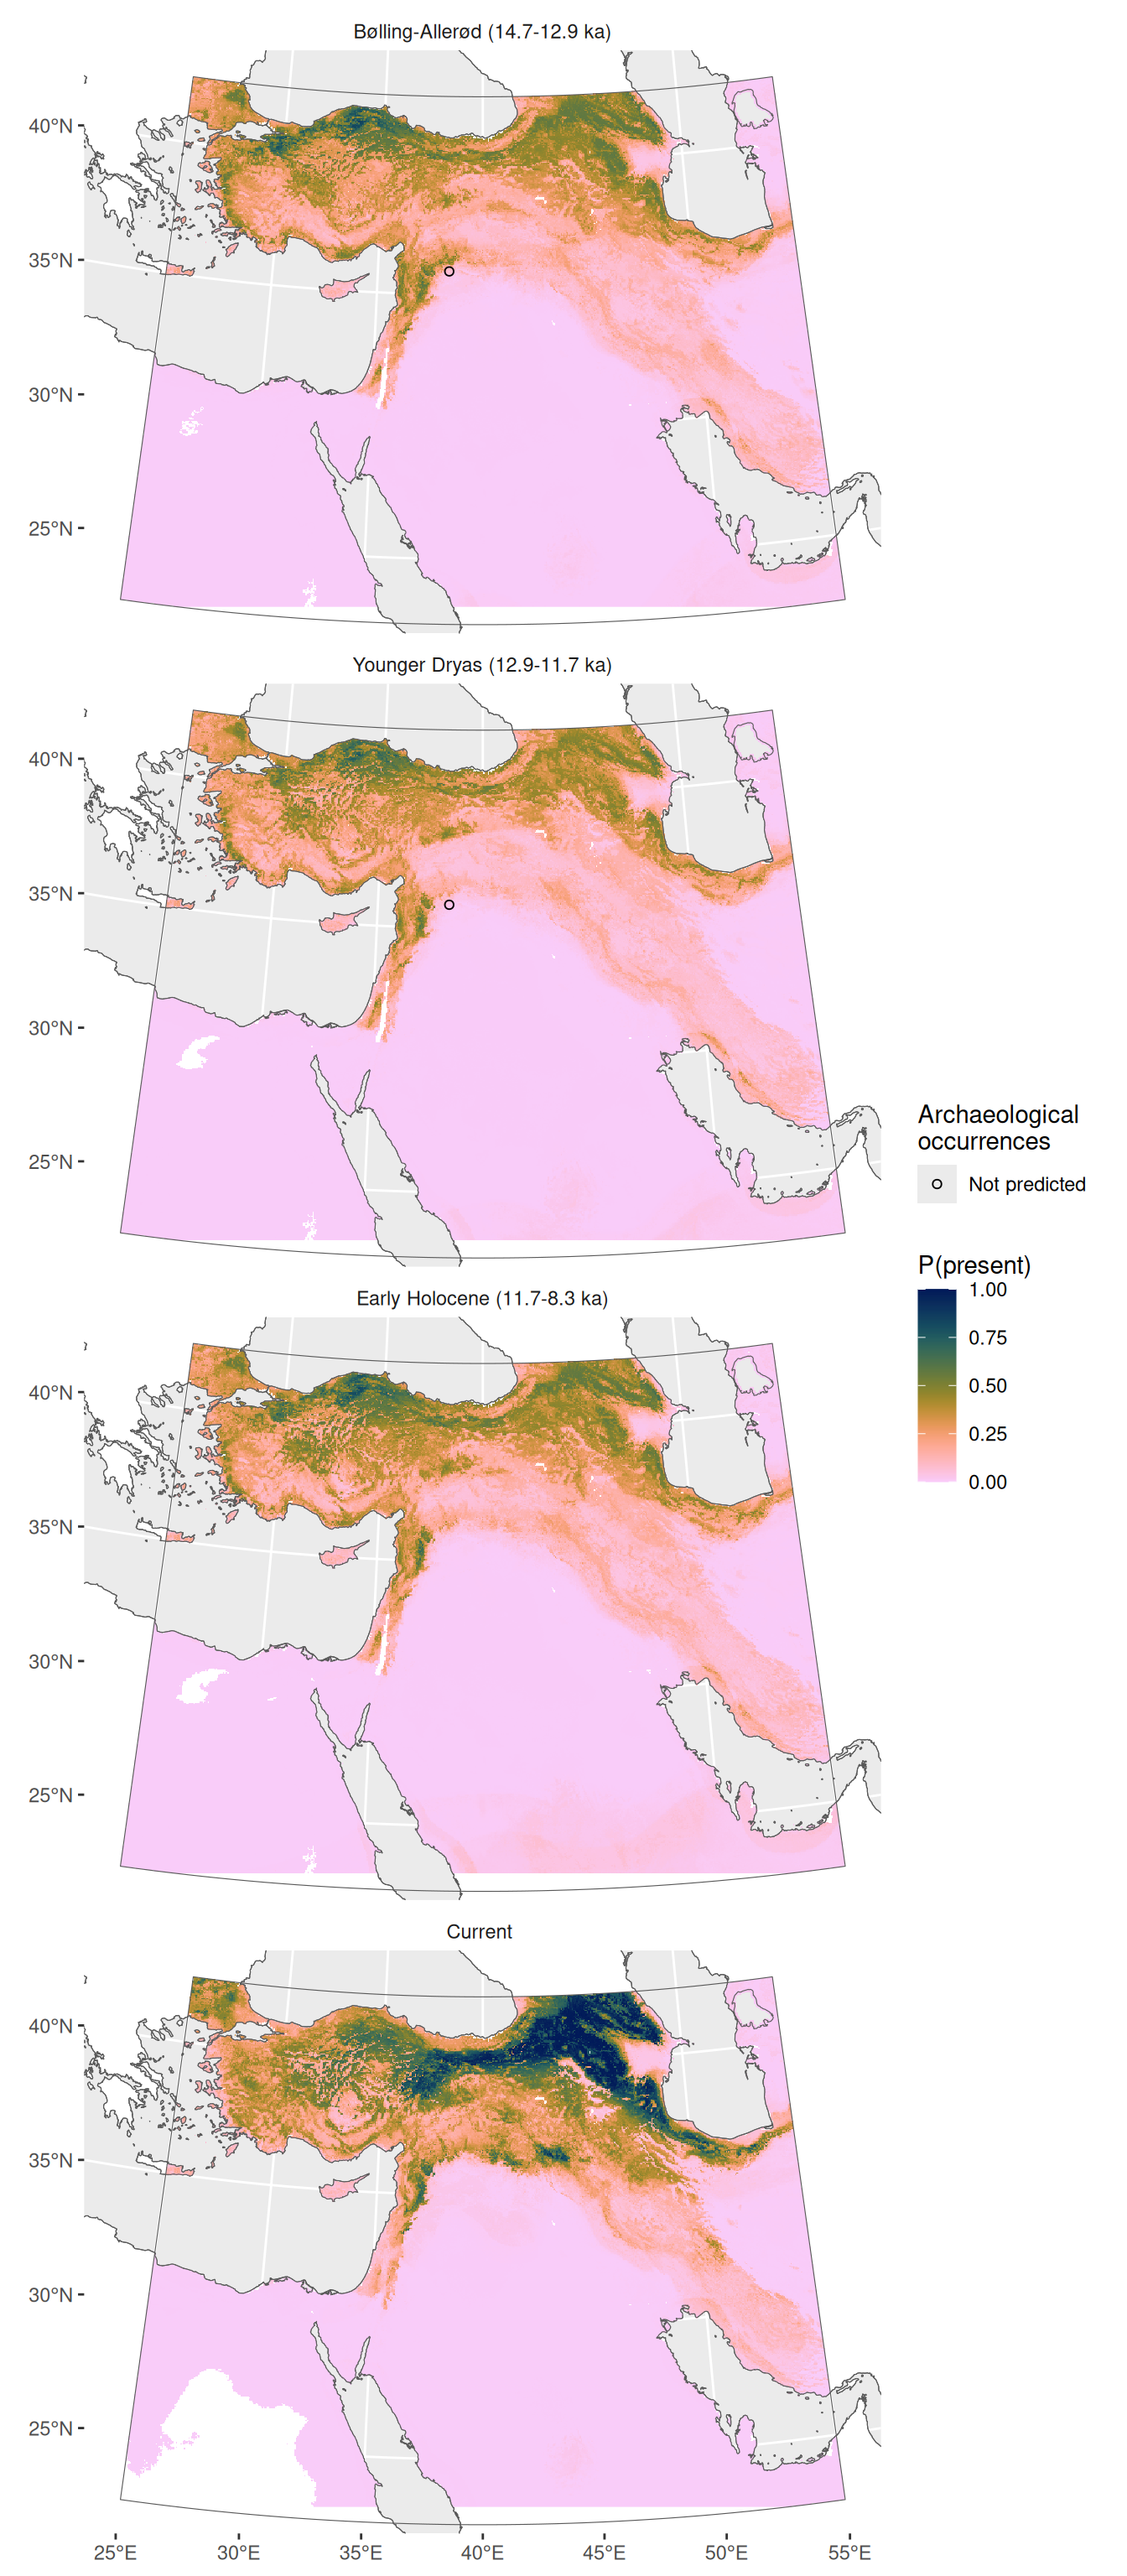 Bølling-Allerød (14.7-12.9 ka)
40°N
35°N
30°N
25°N
Younger Dryas (12.9-11.7 ka)
40°N
35°N
30°N
25°N
Archaeological
occurrences
Not predicted
P(present)
1.00
0.75
0.50
0.25
0.00
Early Holocene (11.7-8.3 ka)
40°N
35°N
30°N
25°N
Current
40°N
35°N
30°N
25°N
25°E 30°E 35°E 40°E 45°E 50°E 55°E